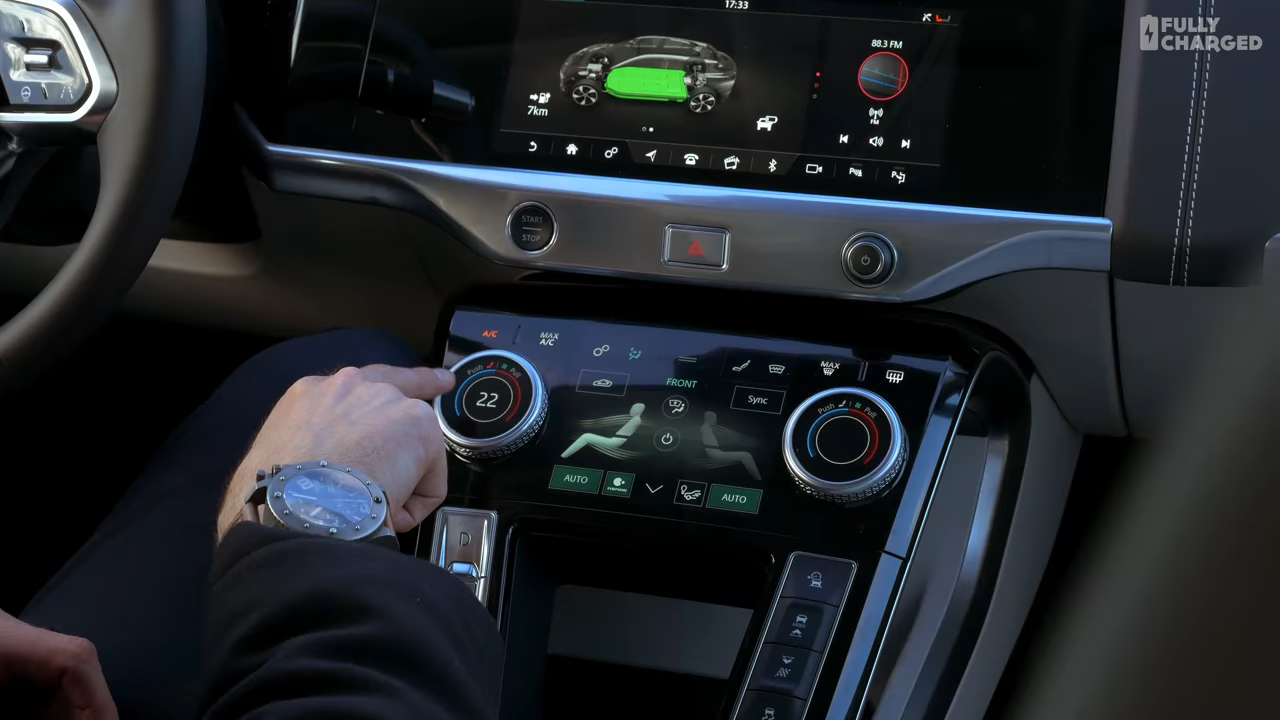 17:33
FULLY
CHARGED
88.3 FM
7km
FM
START
STOP
A/C
MAX
A/C
Push
Pull
22
FRONT
Sync
MAX
Push
Pull
AUTO
AUTO
D